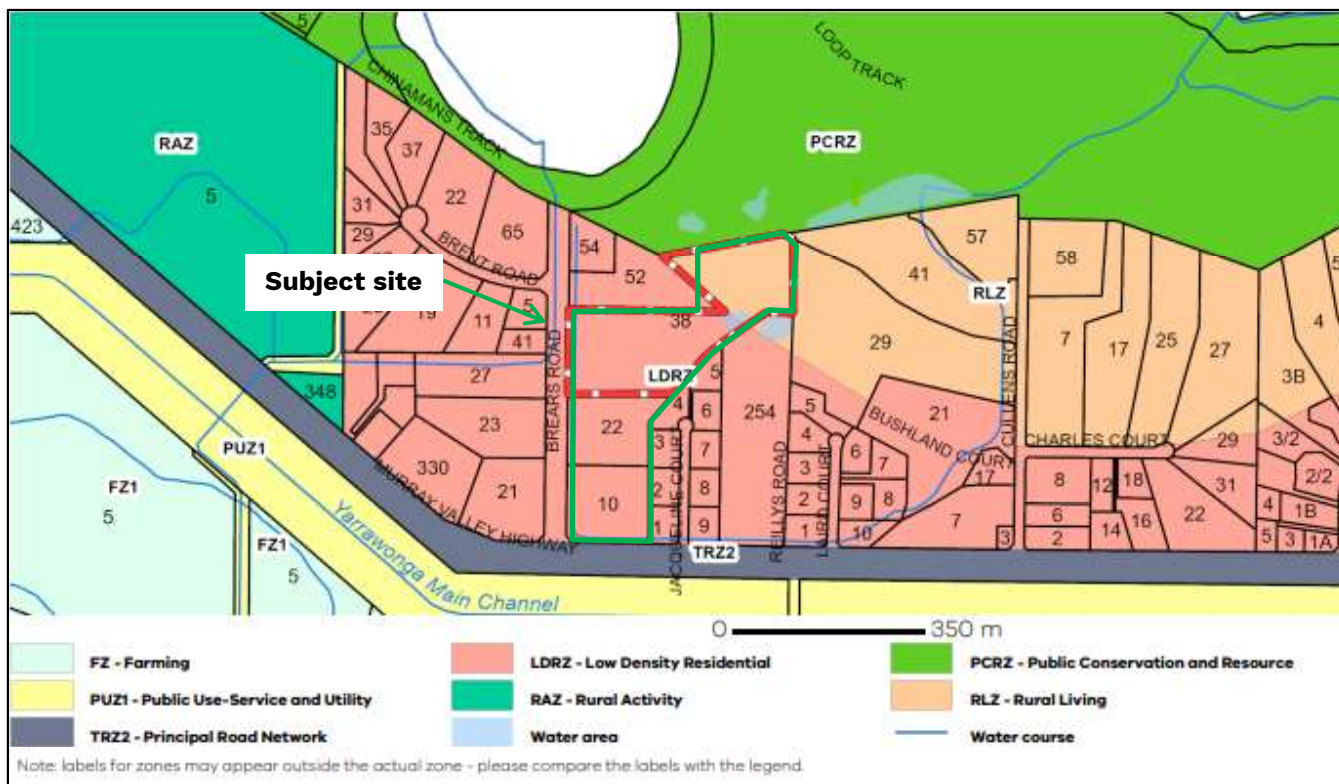 5
LOOP TRACK
CHINAMANS TRACK
RAZ
PCRZ
35
37
5
22
423
31
65
57
29
54
58
BRENT ROAD
41
52
Subject site
RLZ
4
5
19
11
38
7
17
25
27
41
29
CULLENS ROAD
3B
BREARS ROAD
348
27
LDRZ
5
4
6
254
5
21
BUSHLAND COURT
CHARLES COURT
29
3/2
22
3
7
4
REILLYS ROAD
LAIRD COURT
6
7
17
2/2
23
PUZ1
330
8
12
18
31
JACQUELINE COURT
2
8
3
9
8
4
1B
FZ1
21
10
2
6
16
22
5
MURRAY VALLEY HIGHWAY
1
9
1
10
7
3
2
14
5
3
1A
FZ1
TRZ2
5
Yarrawonga Main Channel
0
350 m
FZ - Farming
LDRZ - Low Density Residential
PCRZ - Public Conservation and Resource
PUZ1 - Public Use-Service and Utility
RAZ - Rural Activity
RLZ - Rural Living
TRZ2 - Principal Road Network
Water area
Water course
Note: labels for zones may appear outside the actual zone - please compare the labels with the legend.